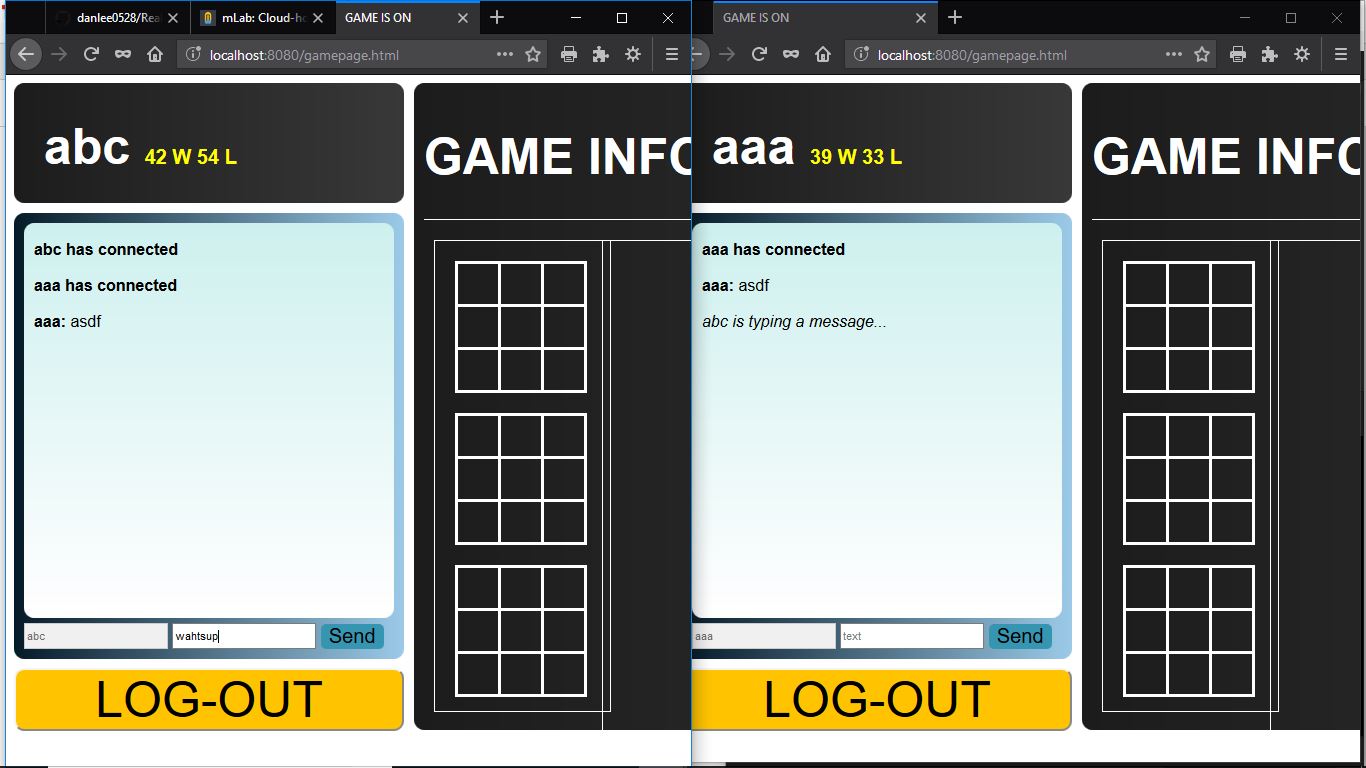 danlee0528/Rea
mLab: Cloud-ho
GAME IS ON
localhost:8080/gamepage.html
abc 42 W 54 L
GAME INFO
abc has connected
aaa has connected
aaa: asdf
abc
wahtsup
Send
LOG-OUT
GAME IS ON
localhost:8080/gamepage.html
aaa 39 W 33 L
GAME INFO
aaa has connected
aaa: asdf
abc is typing a message...
aaa
text
Send
LOG-OUT